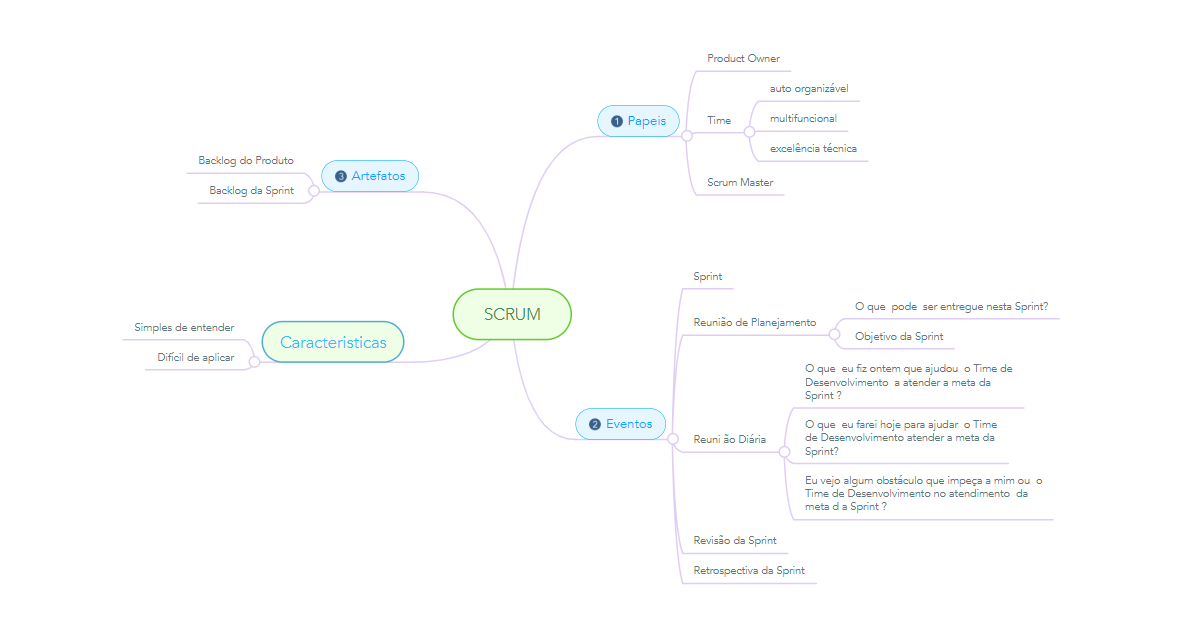 SCRUM
1 Papeis
Product Owner
Time
auto organizável
multifuncional
excelência técnica
Scrum Master
2 Eventos
Sprint
Reunião de Planejamento
O que pode ser entregue nesta Sprint?
Objetivo da Sprint
Reuni ão Diária
O que eu fiz ontem que ajudou o Time de
Desenvolvimento a atender a meta da
Sprint ?
O que eu farei hoje para ajudar o Time
de Desenvolvimento atender a meta da
Sprint?
Eu vejo algum obstáculo que impeça a mim ou o
Time de Desenvolvimento no atendimento da
meta d a Sprint ?
Revisão da Sprint
Retrospectiva da Sprint
3 Artefatos
Backlog do Produto
Backlog da Sprint
Caracteristicas
Simples de entender
Difícil de aplicar